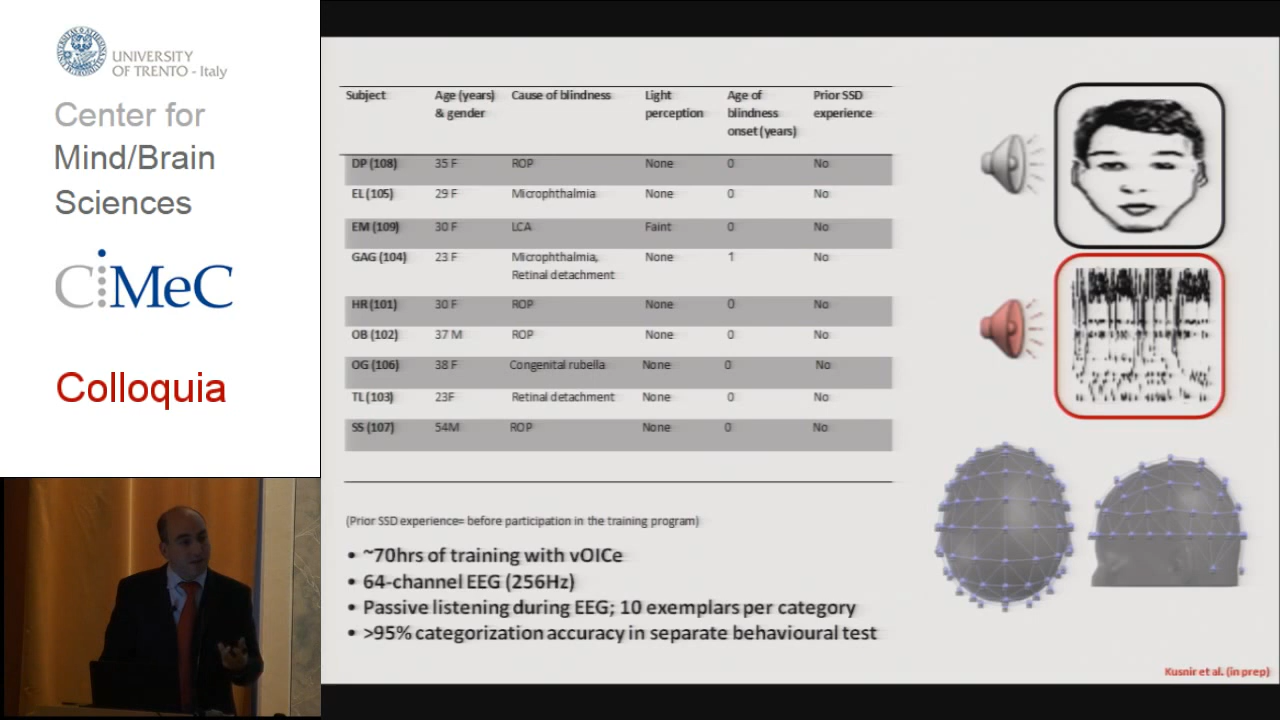 UNIVERSITY
OF TRENTO - Italy
Center for
Mind/Brain
Sciences
CiMeC
Colloquia
Subject Age (years) & gender Cause of blindness Light perception Age of blindness onset (years) Prior SSD experience
DP (108) 35 F ROP None 0 No
EL (105) 29 F Microphthalmia None 0 No
EM (109) 30 F LCA Faint 0 No
GAG (104) 23 F Microphthalmia, Retinal detachment None 1 No
HR (101) 30 F ROP None 0 No
OB (102) 37 M ROP None 0 No
OG (106) 38 F Congenital rubella None 0 No
TL (103) 23F Retinal detachment None 0 No
SS (107) 54M ROP None 0 No
(Prior SSD experience= before participation in the training program)
• ~70hrs of training with vOICe
• 64-channel EEG (256Hz)
• Passive listening during EEG; 10 exemplars per category
• >95% categorization accuracy in separate behavioural test
Kusnir et al. (in prep)